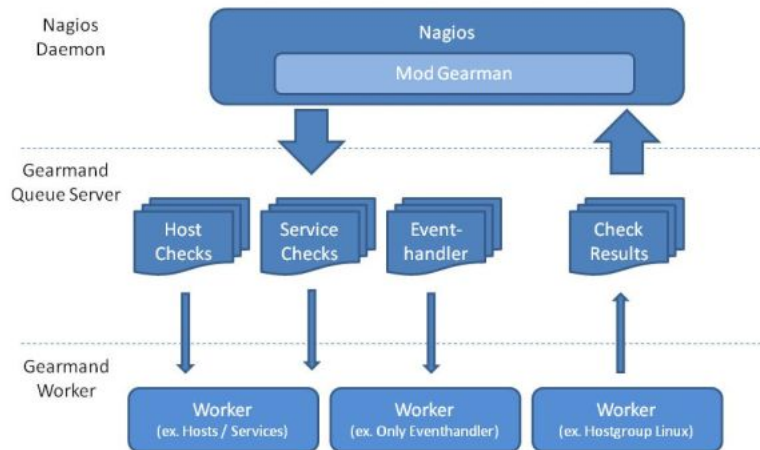 Nagios
Daemon
Nagios
Mod Gearman
Gearmand
Queue Server
Host
Checks
Service
Checks
Event-
handler
Check
Results
Gearmand
Worker
Worker
(ex. Hosts / Services)
Worker
(ex. Only Eventhandler)
Worker
(ex. Hostgroup Linux)